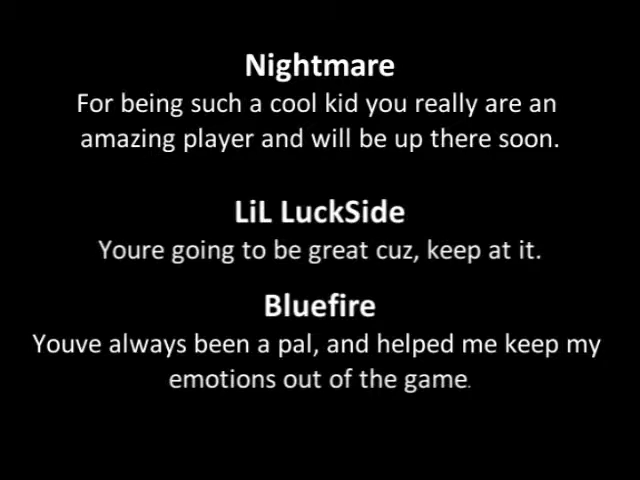 Nightmare
For being such a cool kid you really are an
amazing player and will be up there soon.
LiL LuckSide
Youre going to be great cuz, keep at it.
Bluefire
Youve always been a pal, and helped me keep my
emotions out of the game.